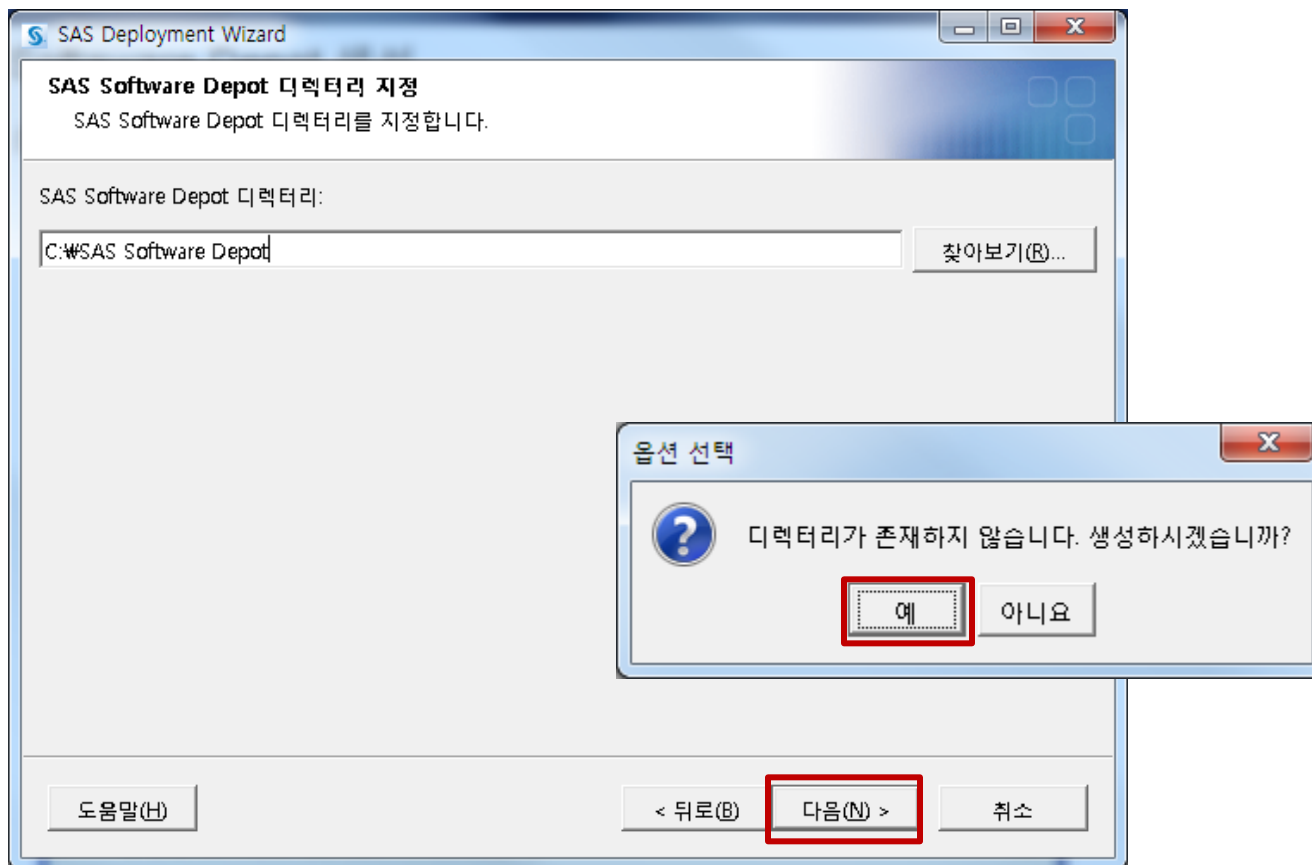 SAS Deployment Wizard
SAS Software Depot 디렉터리 지정
SAS Software Depot 디렉터리를 지정합니다.
SAS Software Depot 디렉터리:
C:₩SAS Software Depot
찾아보기(R)...
옵션 선택
디렉터리가 존재하지 않습니다. 생성하시겠습니까?
예 아니요
도움말(H) < 뒤로(B) 다음(N) > 취소